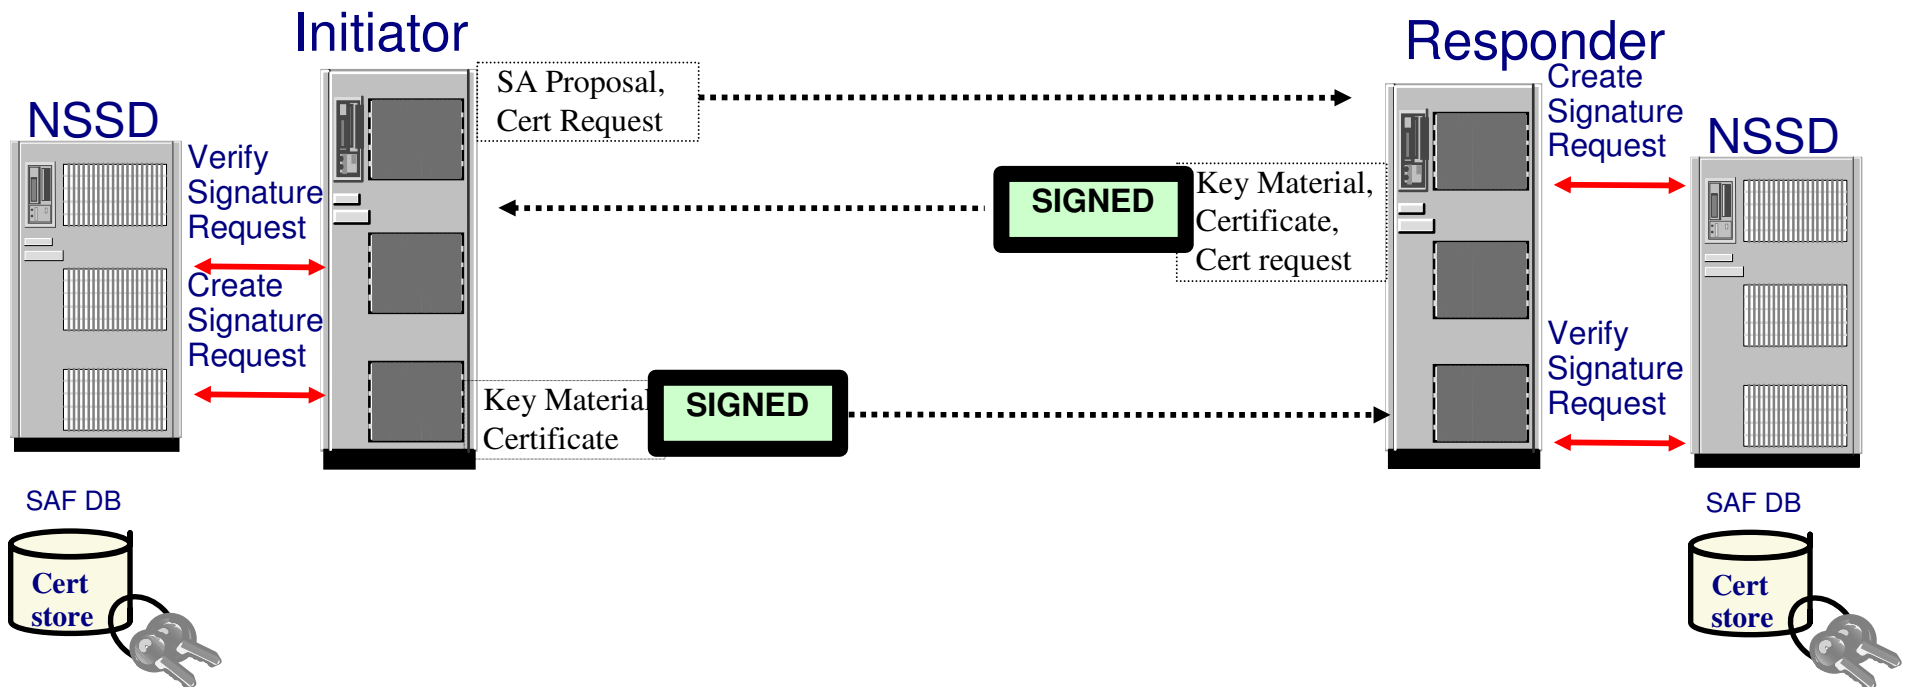 Initiator
Responder
NSSD
Verify
Signature
Request
Create
Signature
Request
SA Proposal,
Cert Request
SIGNED
Key Material,
Certificate,
Cert request
Key Material
Certificate
SIGNED
Create
Signature
Request
NSSD
Verify
Signature
Request
SAF DB
Cert
store
SAF DB
Cert
store